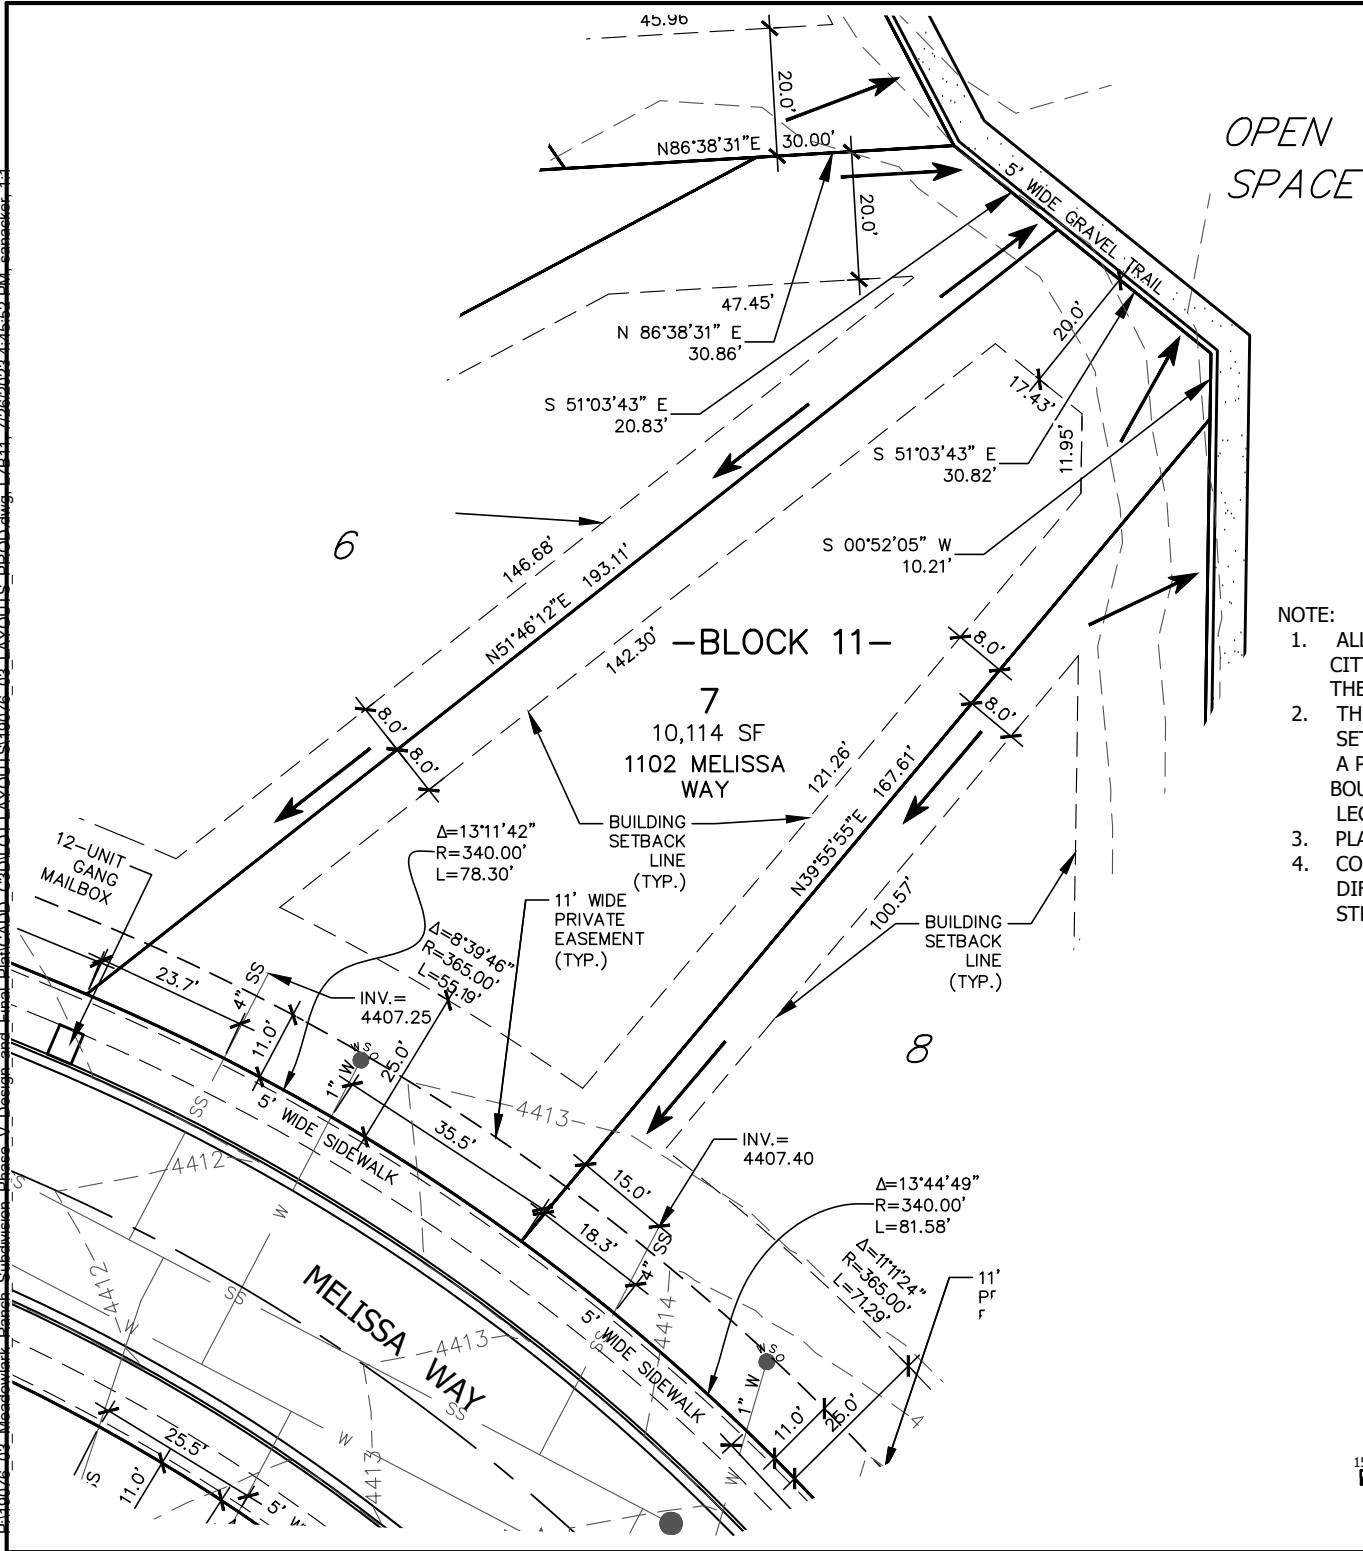 45.96
20.0'
OPEN
SPACE
N86°38'31"E
30.00'
5' WIDE GRAVEL TRAIL
20.0'
47.45'
N 86°38'31" E
30.86'
20.0'
17.43'
S 51°03'43" E
20.83'
11.95'
S 51°03'43" E
30.82'
6
146.68'
N51°46'12"E 193.11'
S 00°52'05" W
10.21'
142.30'
-BLOCK 11-
8.0'
7
10,114 SF
1102 MELISSA
WAY
8.0'
8.0'
8.0'
121.26'
N39°55'55"E 167.61'
NOTE:
1.
2.
A
3.
4.
12-UNIT
GANG
MAILBOX
Δ=13°11'42"
R=340.00'
L=78.30'
BUILDING
SETBACK
LINE
(TYP.)
11' WIDE
PRIVATE
EASEMENT
(TYP.)
100.57'
BUILDING
SETBACK
LINE
(TYP.)
Δ=8°39'46"
R=365.00'
L=55.19'
23.7'
4" SS
INV.=
4407.25
11.0'
1" W
WSO
25.0'
8
5' WIDE SIDEWALK
35.5'
4413
SS
4412
INV.=
4407.40
15.0'
18.3'
4" SS
Δ=13°44'49"
R=340.00'
L=81.58'
Δ=11°11'24"
R=365.00'
L=71.29'
11'
W
4412
SS
MELISSA WAY
4413
SS
5' WIDE SIDEWALK
SS
4414
WSO
1" W
11.0'
25.0'
4
W
W
SS
W
4413
25.5'
11.0'
5'